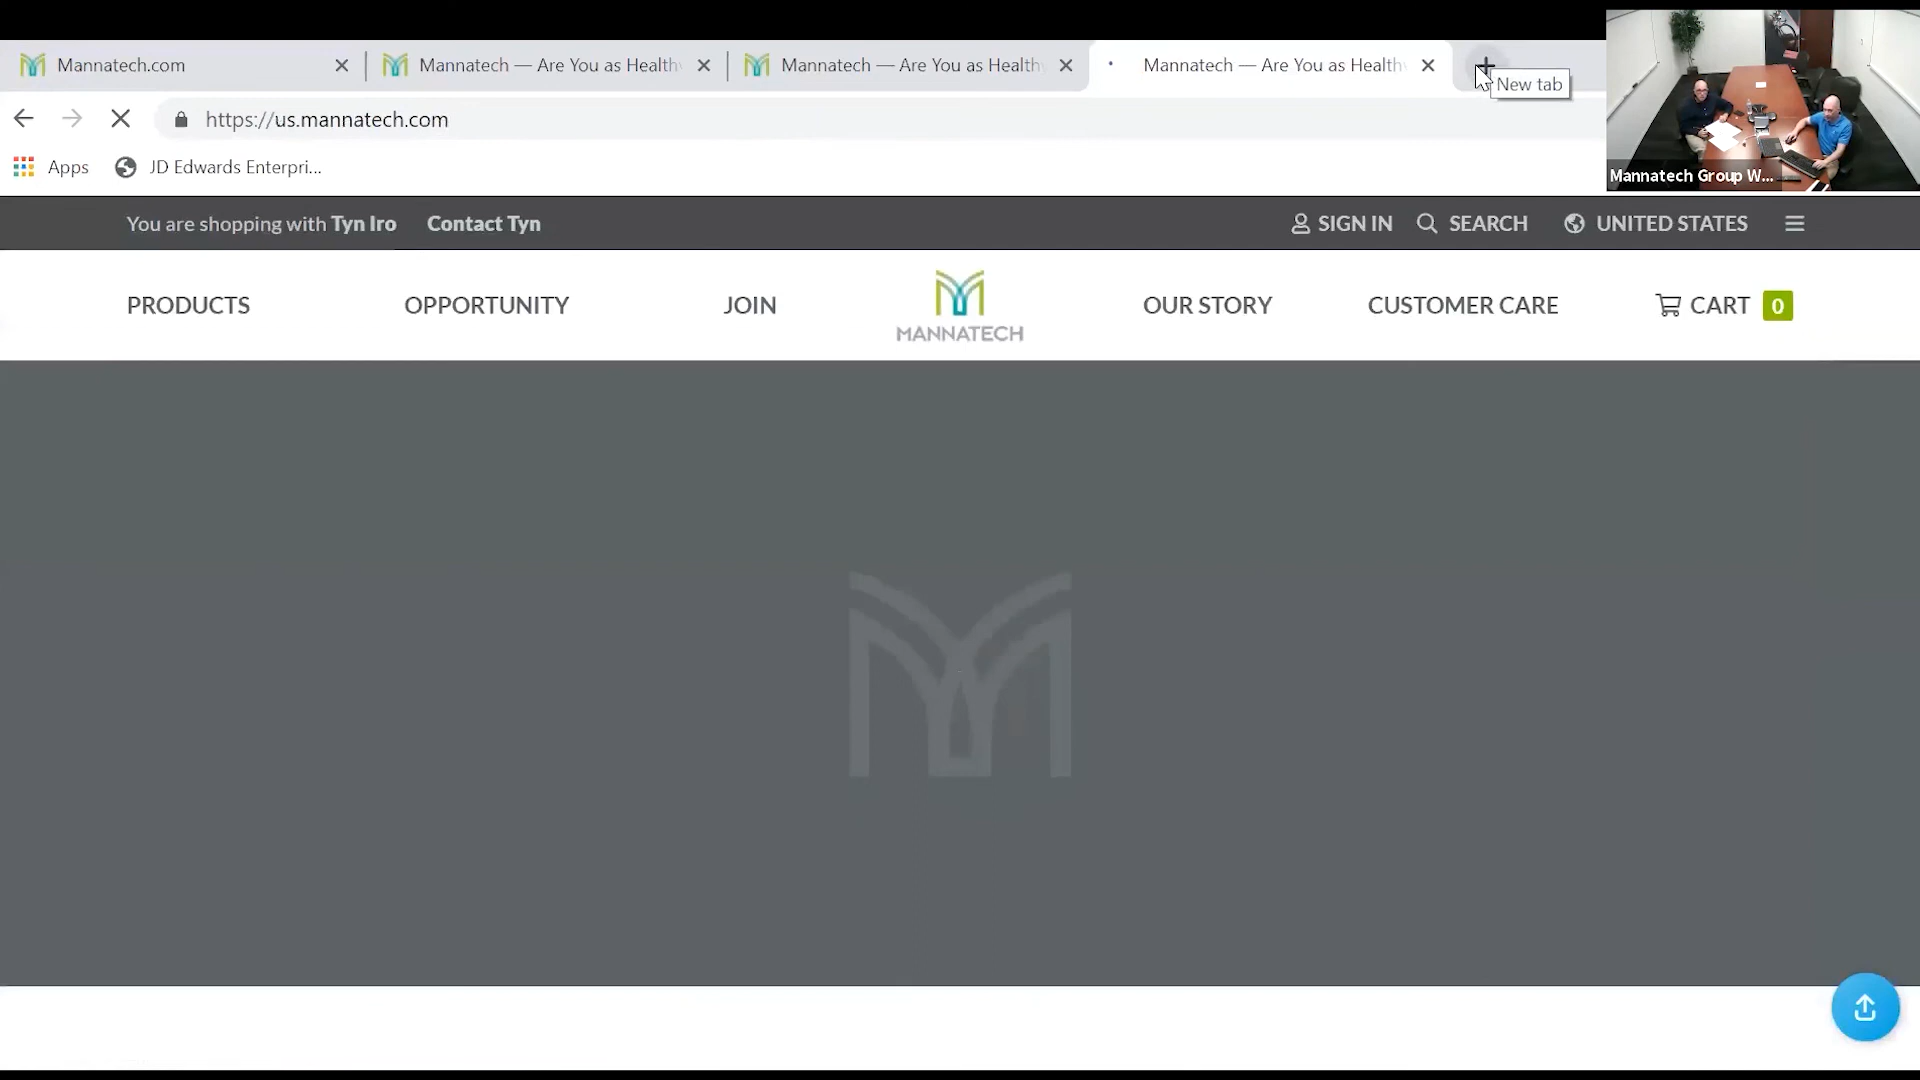 Mannatech.com
Mannatech — Are You as Health
Mannatech — Are You as Healthy
Mannatech — Are You as Health
New tab
https://us.mannatech.com
Apps
JD Edwards Enterpri...
Mannatech Group W...
You are shopping with Tyn Iro
Contact Tyn
SIGN IN
SEARCH
UNITED STATES
PRODUCTS
OPPORTUNITY
JOIN
MANNATECH
OUR STORY
CUSTOMER CARE
CART 0